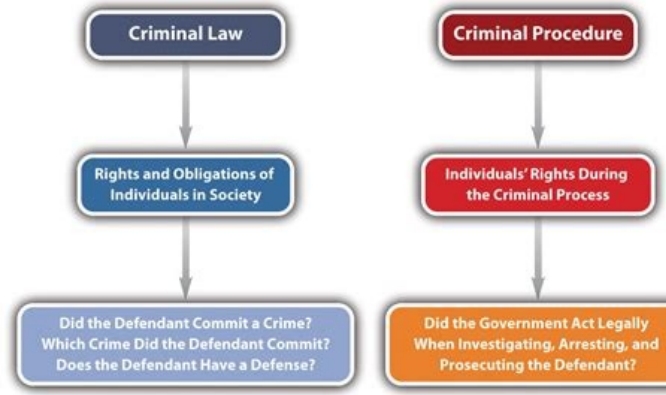 Criminal Law
Rights and Obligations of
Individuals in Society
Did the Defendant Commit a Crime?
Which Crime Did the Defendant Commit?
Does the Defendant Have a Defense?
Criminal Procedure
Individuals' Rights During
the Criminal Process
Did the Government Act Legally
When Investigating, Arresting, and
Prosecuting the Defendant?